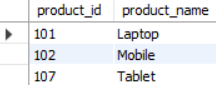 product_id product_name
101 Laptop
102 Mobile
107 Tablet